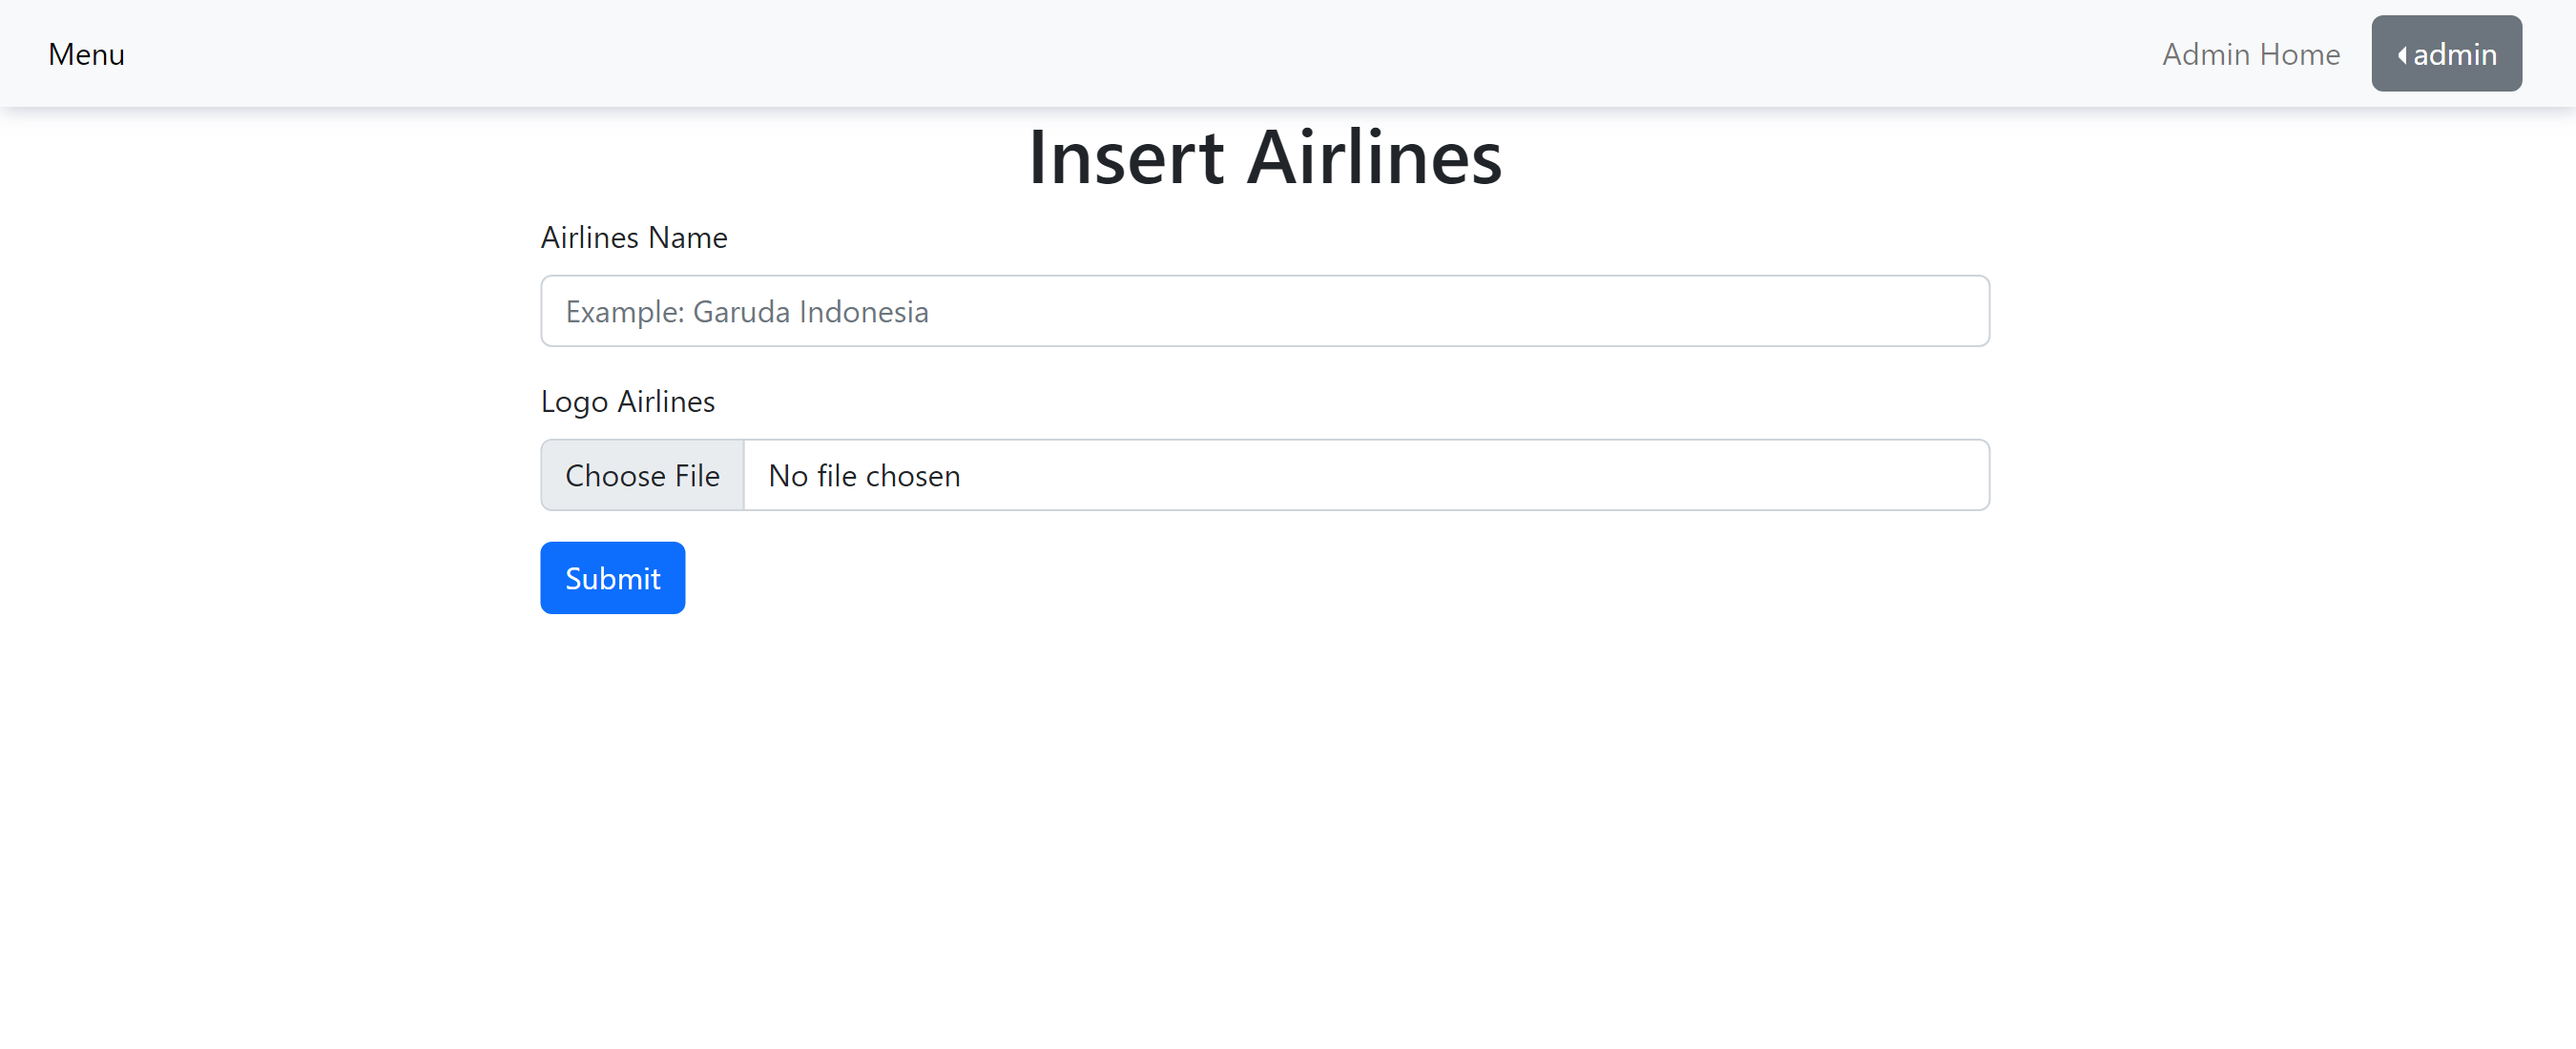 Menu
Admin Home
admin
Insert Airlines
Airlines Name
Example: Garuda Indonesia
Logo Airlines
Choose File
No file chosen
Submit